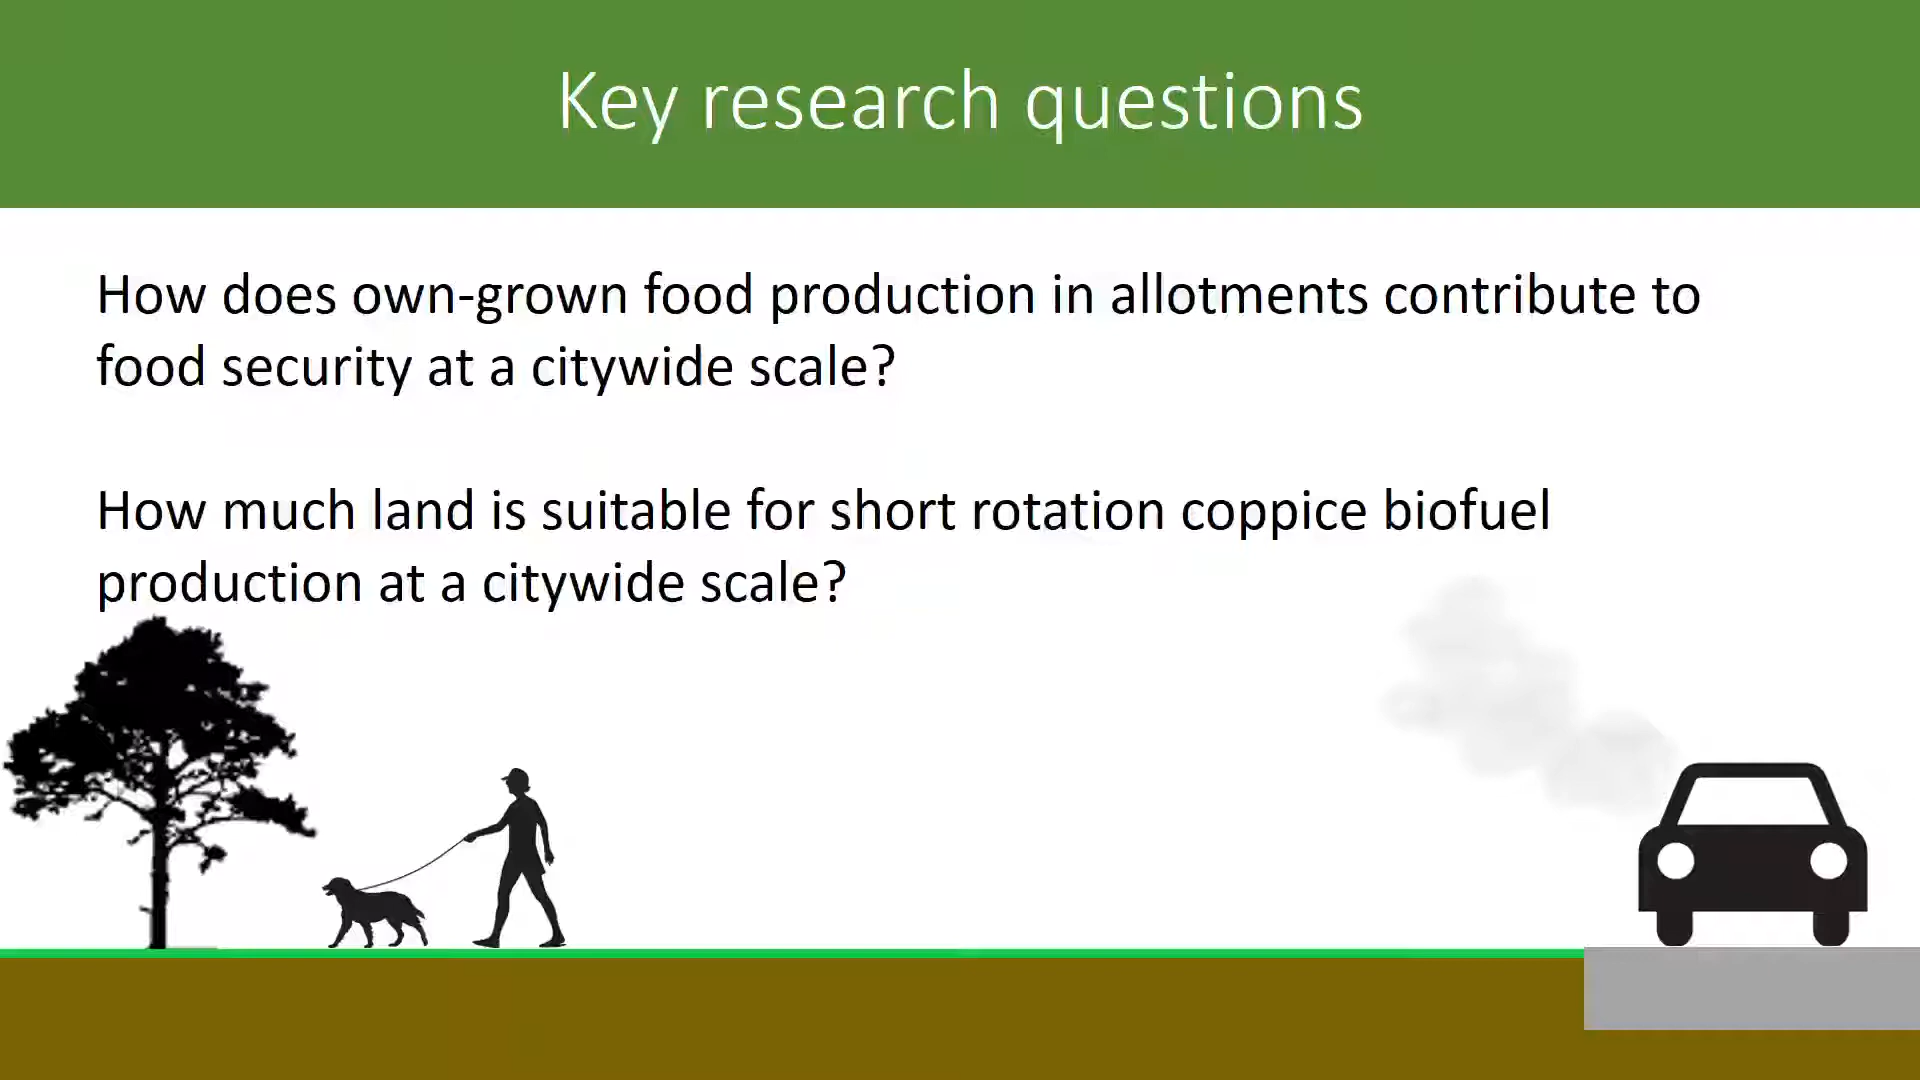 Key research questions
How does own-grown food production in allotments contribute to
food security at a citywide scale?
How much land is suitable for short rotation coppice biofuel
production at a citywide scale?